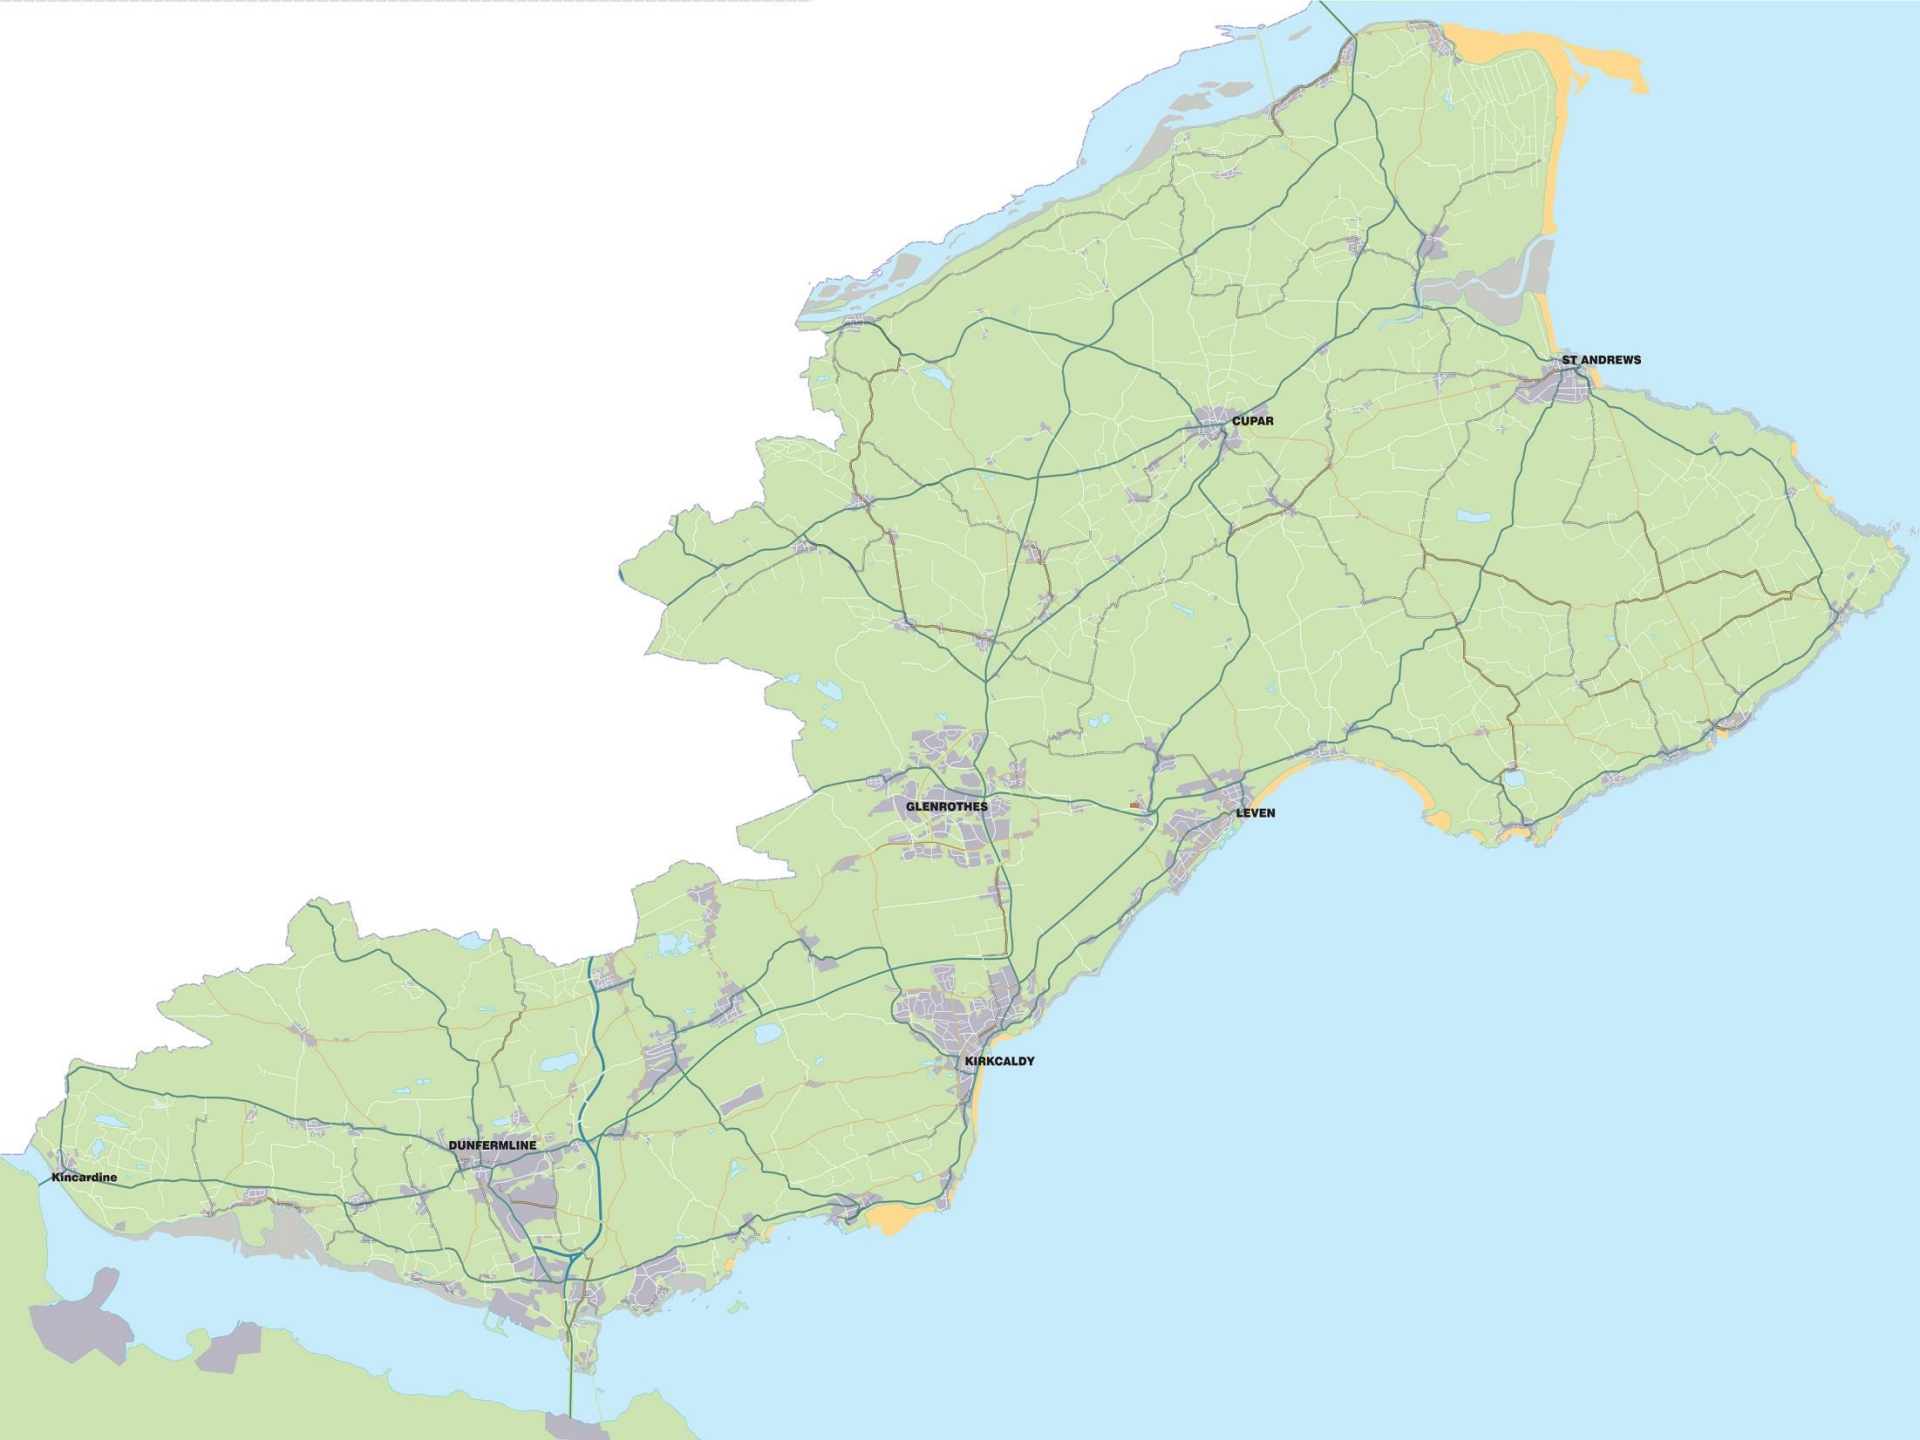 ST ANDREWS
CUPAR
GLENROTHES
LEVEN
KIRKCALDY
DUNFERMLINE
Kincardine